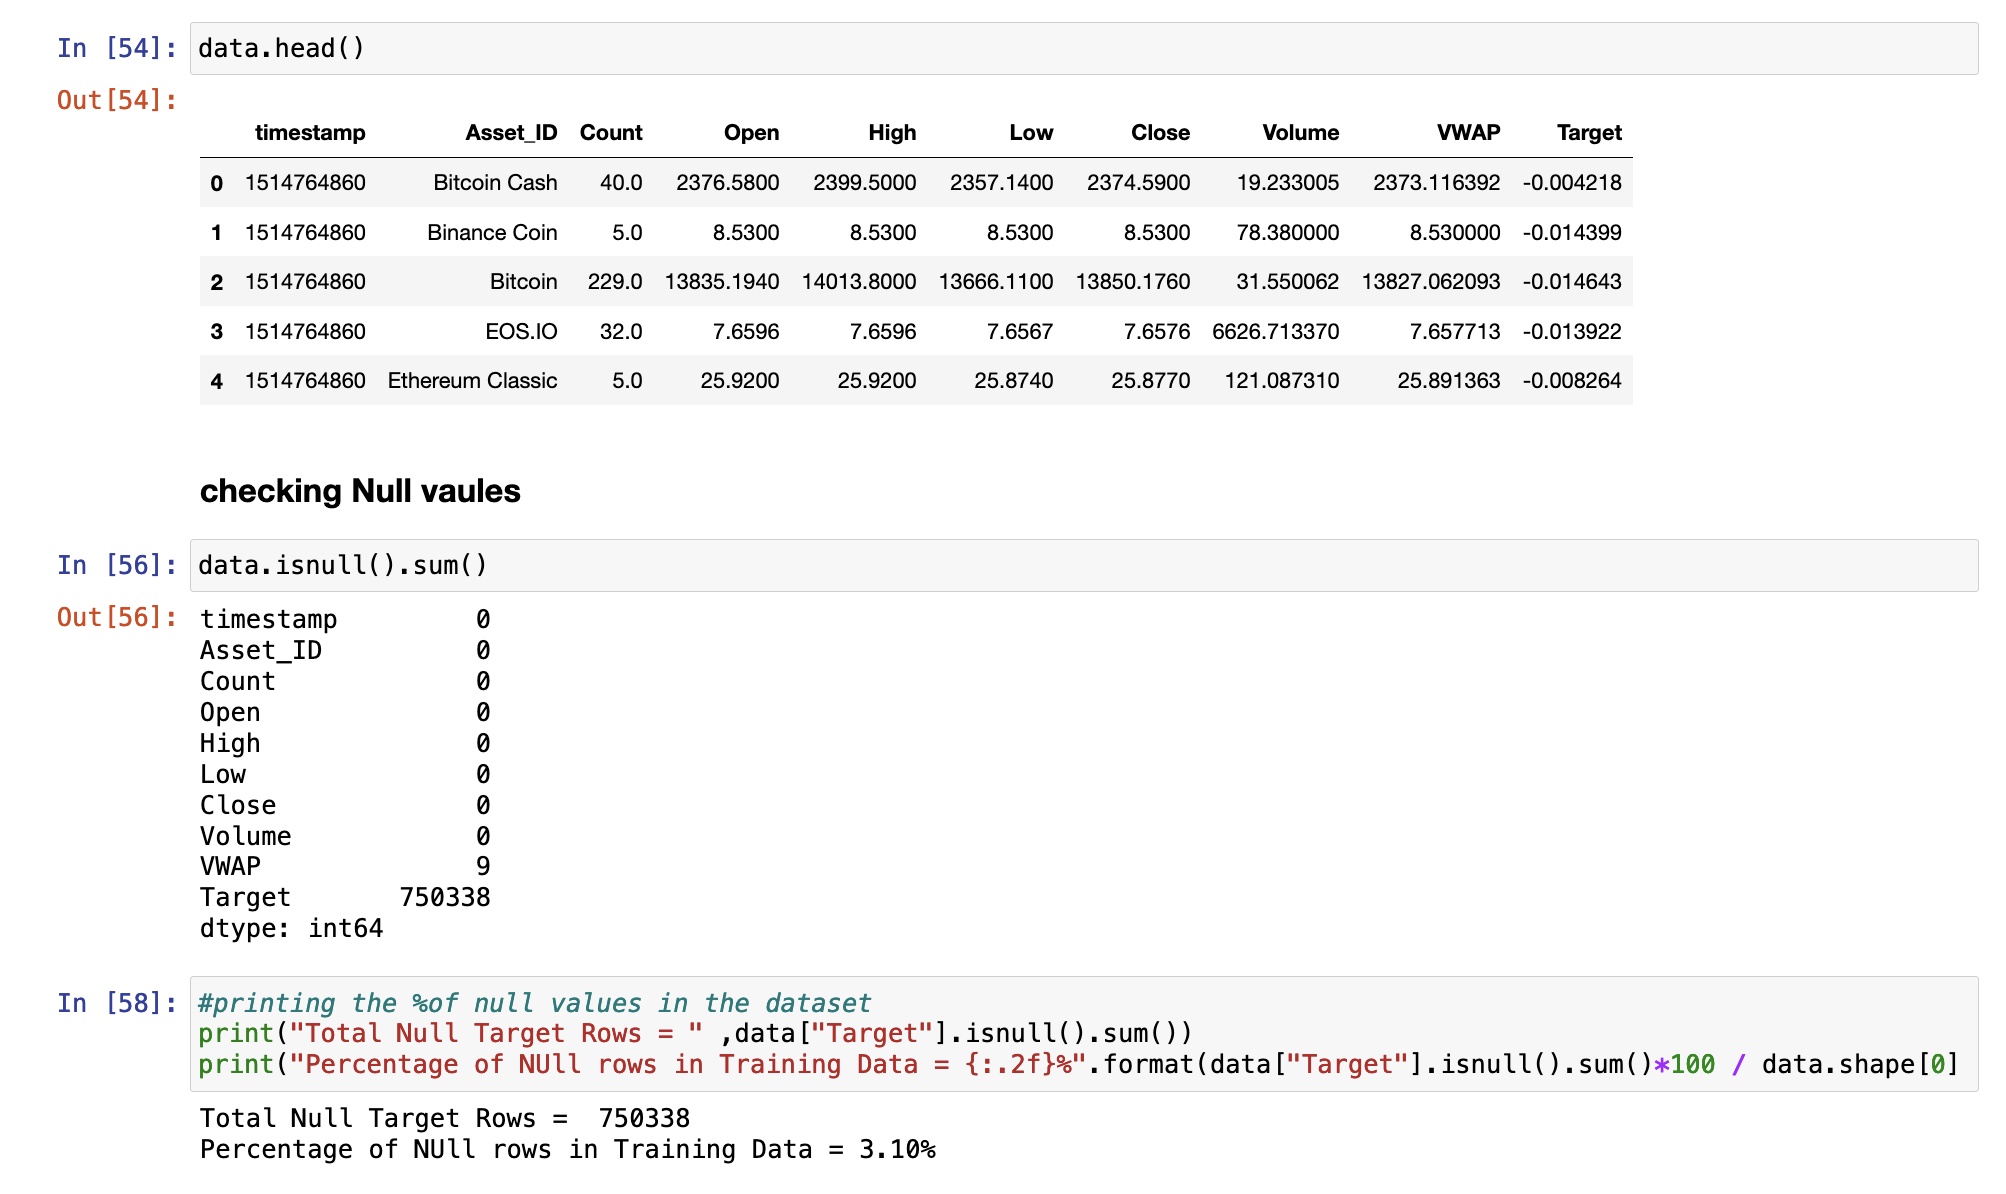 In [54]: data.head()
Out[54]:
timestamp Asset_ID Count Open High Low Close Volume VWAP Target
0 1514764860 Bitcoin Cash 40.0 2376.5800 2399.5000 2357.1400 2374.5900 19.233005 2373.116392 -0.004218
1 1514764860 Binance Coin 5.0 8.5300 8.5300 8.5300 8.5300 78.380000 8.530000 -0.014399
2 1514764860 Bitcoin 229.0 13835.1940 14013.8000 13666.1100 13850.1760 31.550062 13827.062093 -0.014643
3 1514764860 EOS.IO 32.0 7.6596 7.6596 7.6567 7.6576 6626.713370 7.657713 -0.013922
4 1514764860 Ethereum Classic 5.0 25.9200 25.9200 25.8740 25.8770 121.087310 25.891363 -0.008264
checking Null vaules
In [56]: data.isnull().sum()
Out[56]: timestamp 0
Asset_ID 0
Count 0
Open 0
High 0
Low 0
Close 0
Volume 0
VWAP 9
Target 750338
dtype: int64
In [58]: #printing the %of null values in the dataset
print("Total Null Target Rows = " ,data["Target"].isnull().sum())
print("Percentage of NUll rows in Training Data = {:.2f}%".format(data["Target"].isnull().sum()*100 / data.shape[0]
Total Null Target Rows =  750338
Percentage of NUll rows in Training Data = 3.10%